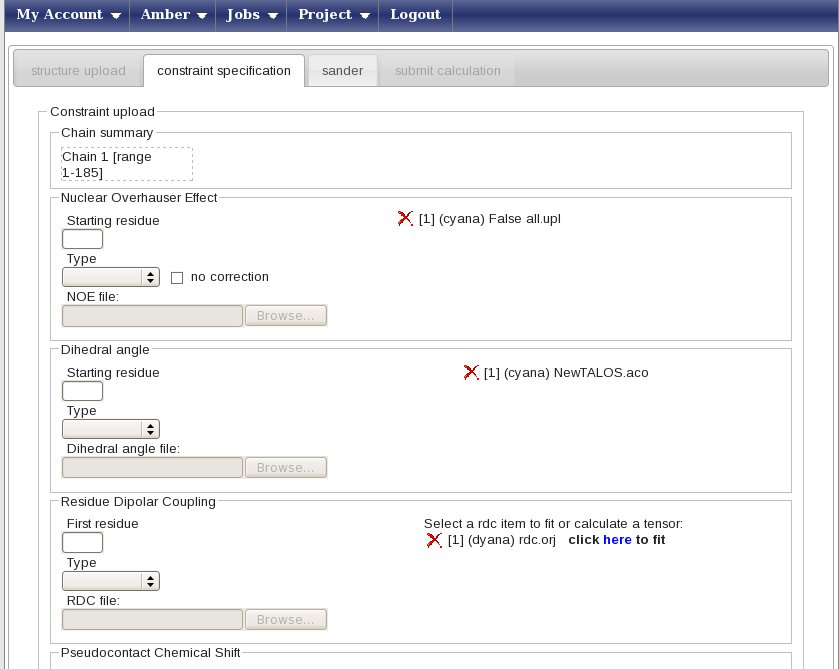 My Account Amber Jobs Project Logout
structure upload constraint specification sander submit calculation
Constraint upload
Chain summary
Chain 1 [range
1-185]
Nuclear Overhauser Effect
Starting residue
[1] (cyana) False all.upl
Type
no correction
NOE file:
Browse...
Dihedral angle
Starting residue
[1] (cyana) NewTALOS.aco
Type
Dihedral angle file:
Browse...
Residue Dipolar Coupling
First residue
Select a rdc item to fit or calculate a tensor:
[1] (dyana) rdc.orj click here to fit
Type
RDC file:
Browse...
Pseudocontact Chemical Shift